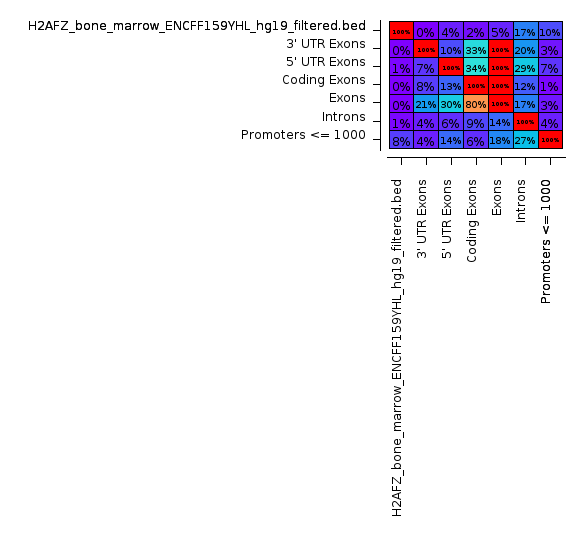 H2AFZ_bone_marrow_ENCFF159YHL_hg19_filtered.bed 100% 0% 4% 2% 5% 17% 10%
3' UTR Exons 0% 100% 10% 33% 100% 20% 3%
5' UTR Exons 1% 7% 100% 34% 100% 29% 7%
Coding Exons 0% 8% 13% 100% 100% 12% 1%
Exons 0% 21% 30% 80% 100% 17% 3%
Introns 1% 4% 6% 9% 14% 100% 4%
Promoters <= 1000 8% 4% 14% 6% 18% 27% 100%
H2AFZ_bone_marrow_ENCFF159YHL_hg19_filtered.bed
3' UTR Exons
5' UTR Exons
Coding Exons
Exons
Introns
Promoters <= 1000